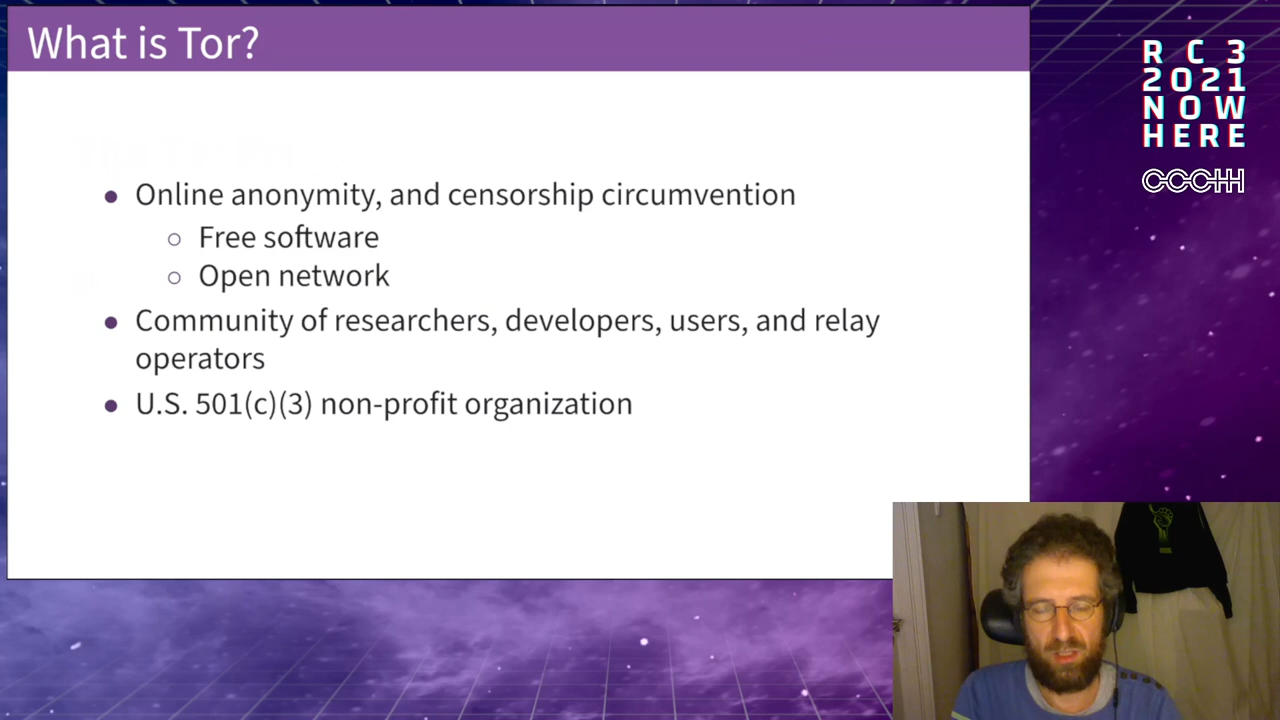 What is Tor?
Online anonymity, and censorship circumvention
Free software
Open network
Community of researchers, developers, users, and relay
operators
U.S. 501(c)(3) non-profit organization
R C 3
2021
NOW
HERE
CCCHH